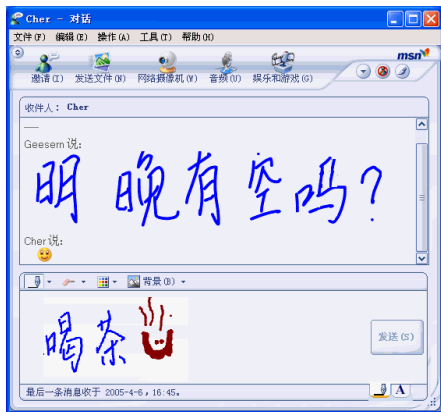 Cher - 对话
文件(F) 编辑(E) 操作(A) 工具(T) 帮助(H)
msn
邀请(I) 发送文件(N) 网络摄像机(W) 音频(U) 娱乐和游戏(G)
收件人: Cher
Geesern 说:
明晚有空吗?
Cher 说:
背景(B)
喝茶
发送(S)
最后一条消息收于 2005-4-6, 16:45。
A